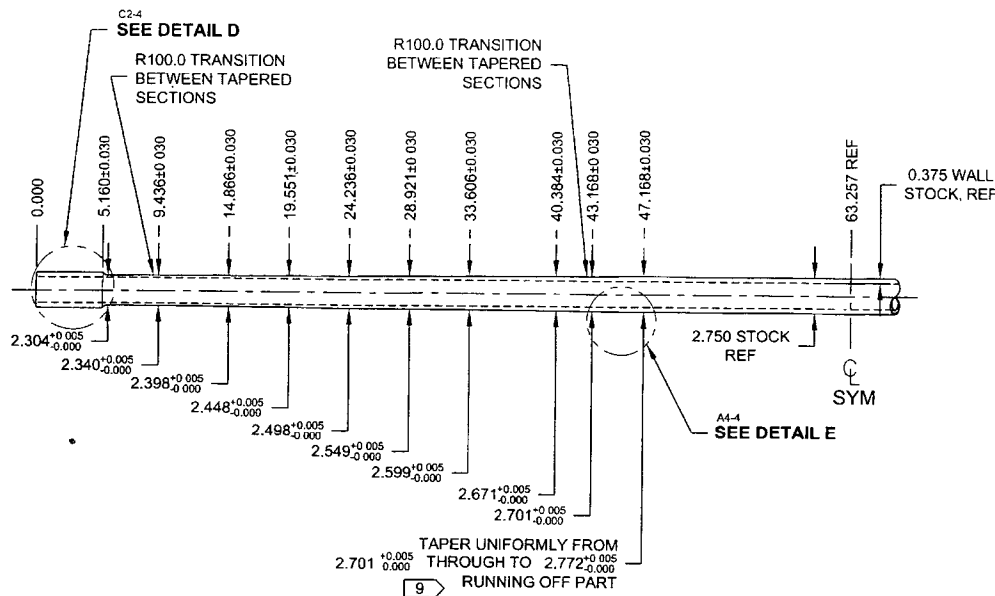 C2-4
SEE DETAIL D
R100.0 TRANSITION
BETWEEN TAPERED
SECTIONS
R100.0 TRANSITION
BETWEEN TAPERED
SECTIONS
0.000
5.160±0.030
9.436±0 030
14.866±0.030
19.551±0.030
24.236±0.030
28.921±0.030
33.606±0.030
40.384±0.030
43.168±0 030
47.168±0.030
63.257 REF
0.375 WALL
STOCK, REF
2.304 +0.005 -0.000
2.340 +0.005 -0.000
2.398 +0.005 -0.000
2.448 +0.005 -0.000
2.498 +0.005 -0.000
2.549 +0.005 -0 000
2.599 +0 005 -0.000
2.671 +0.005 -0.000
2.701 +0 005 -0.000
2.750 STOCK
REF
CL
SYM
A4-4
SEE DETAIL E
TAPER UNIFORMLY FROM
2.701 +0.005 0.000 THROUGH TO 2.772 +0.005 -0.000
RUNNING OFF PART
9